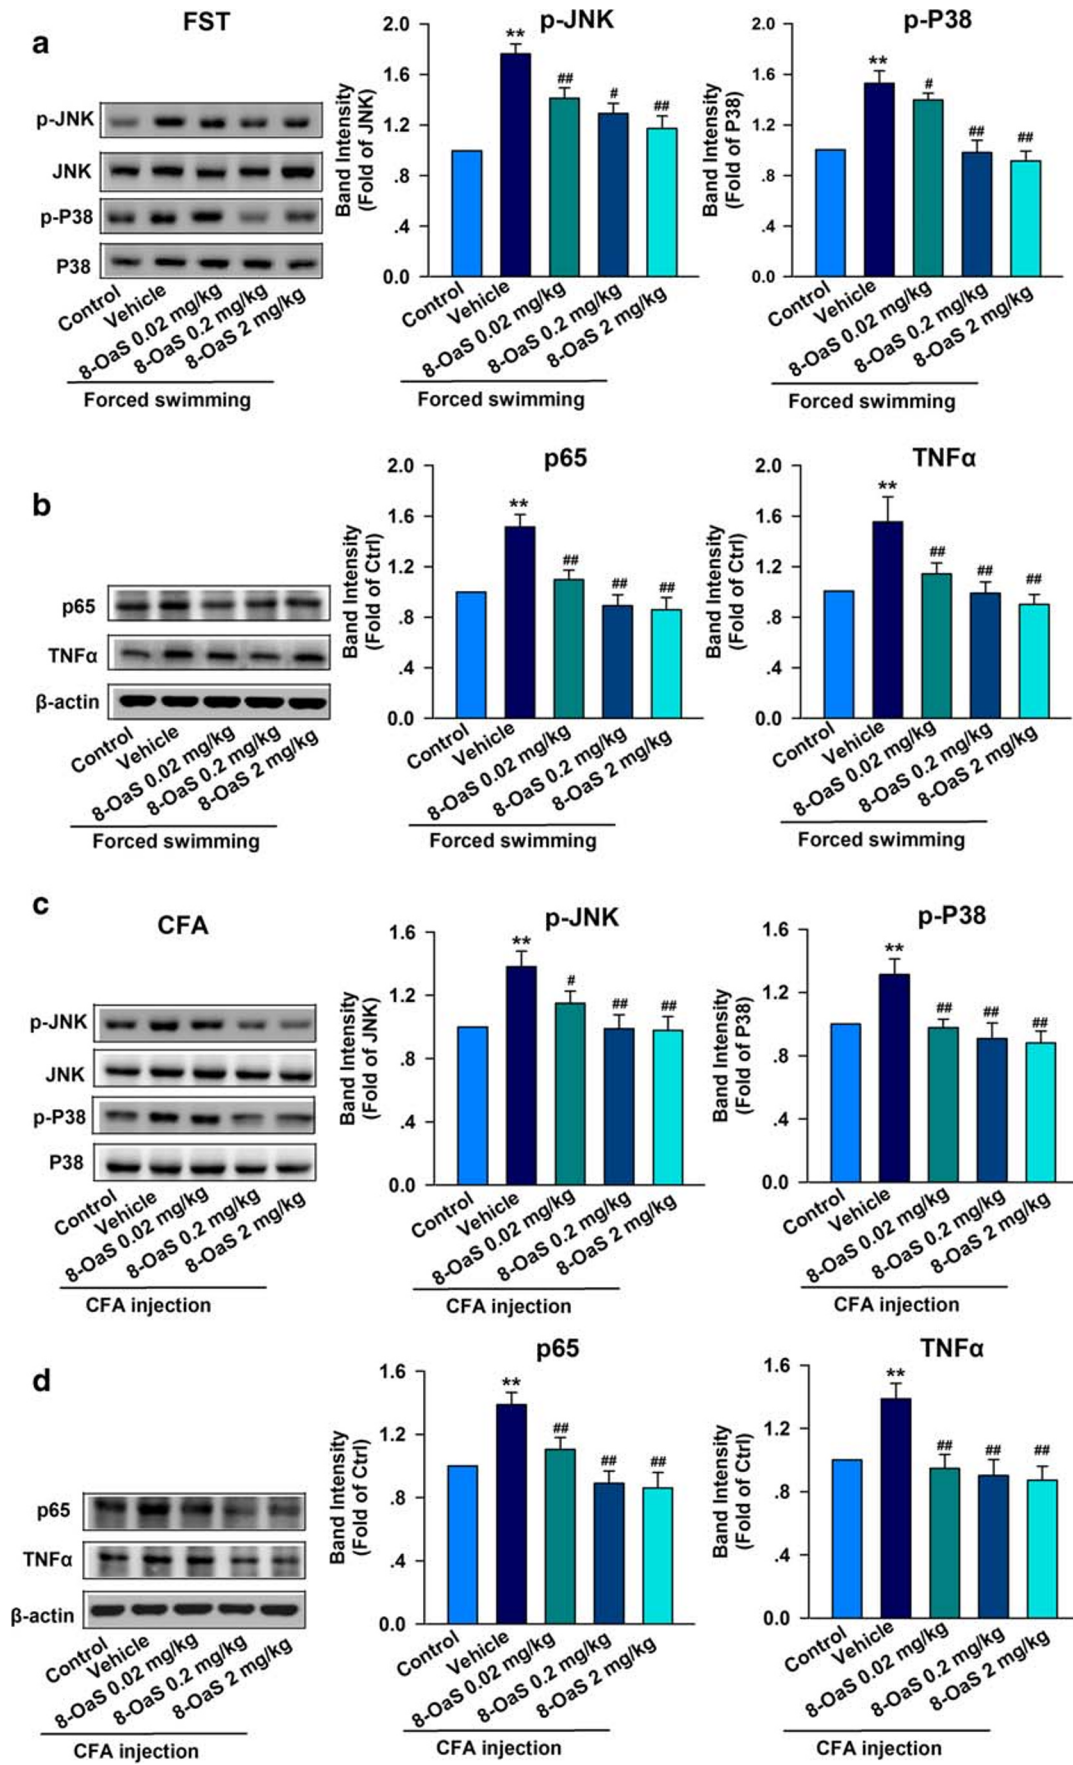 a
FST
p-JNK
JNK
p-P38
P38
Control
Vehicle
8-OaS 0.02 mg/kg
8-OaS 0.2 mg/kg
8-OaS 2 mg/kg
Forced swimming
p-JNK
Band Intensity
(Fold of JNK)
2.0
1.6
1.2
.8
.4
0.0
**
##
#
##
Control
Vehicle
8-OaS 0.02 mg/kg
8-OaS 0.2 mg/kg
8-OaS 2 mg/kg
Forced swimming
p-P38
Band Intensity
(Fold of P38)
2.0
1.6
1.2
.8
.4
0.0
**
#
##
##
Control
Vehicle
8-OaS 0.02 mg/kg
8-OaS 0.2 mg/kg
8-OaS 2 mg/kg
Forced swimming
b
p65
TNFα
β-actin
Control
Vehicle
8-OaS 0.02 mg/kg
8-OaS 0.2 mg/kg
8-OaS 2 mg/kg
Forced swimming
p65
Band Intensity
(Fold of Ctrl)
2.0
1.6
1.2
.8
.4
0.0
**
##
##
##
Control
Vehicle
8-OaS 0.02 mg/kg
8-OaS 0.2 mg/kg
8-OaS 2 mg/kg
Forced swimming
TNFα
Band Intensity
(Fold of Ctrl)
2.0
1.6
1.2
.8
.4
0.0
**
##
##
##
Control
Vehicle
8-OaS 0.02 mg/kg
8-OaS 0.2 mg/kg
8-OaS 2 mg/kg
Forced swimming
c
CFA
p-JNK
JNK
p-P38
P38
Control
Vehicle
8-OaS 0.02 mg/kg
8-OaS 0.2 mg/kg
8-OaS 2 mg/kg
CFA injection
p-JNK
Band Intensity
(Fold of JNK)
1.6
1.2
.8
.4
0.0
**
#
##
##
Control
Vehicle
8-OaS 0.02 mg/kg
8-OaS 0.2 mg/kg
8-OaS 2 mg/kg
CFA injection
p-P38
Band Intensity
(Fold of P38)
1.6
1.2
.8
.4
0.0
**
##
##
##
Control
Vehicle
8-OaS 0.02 mg/kg
8-OaS 0.2 mg/kg
8-OaS 2 mg/kg
CFA injection
d
p65
TNFα
β-actin
Control
Vehicle
8-OaS 0.02 mg/kg
8-OaS 0.2 mg/kg
8-OaS 2 mg/kg
CFA injection
p65
Band Intensity
(Fold of Ctrl)
1.6
1.2
.8
.4
0.0
**
##
##
##
Control
Vehicle
8-OaS 0.02 mg/kg
8-OaS 0.2 mg/kg
8-OaS 2 mg/kg
CFA injection
TNFα
Band Intensity
(Fold of Ctrl)
1.6
1.2
.8
.4
0.0
**
##
##
##
Control
Vehicle
8-OaS 0.02 mg/kg
8-OaS 0.2 mg/kg
8-OaS 2 mg/kg
CFA injection